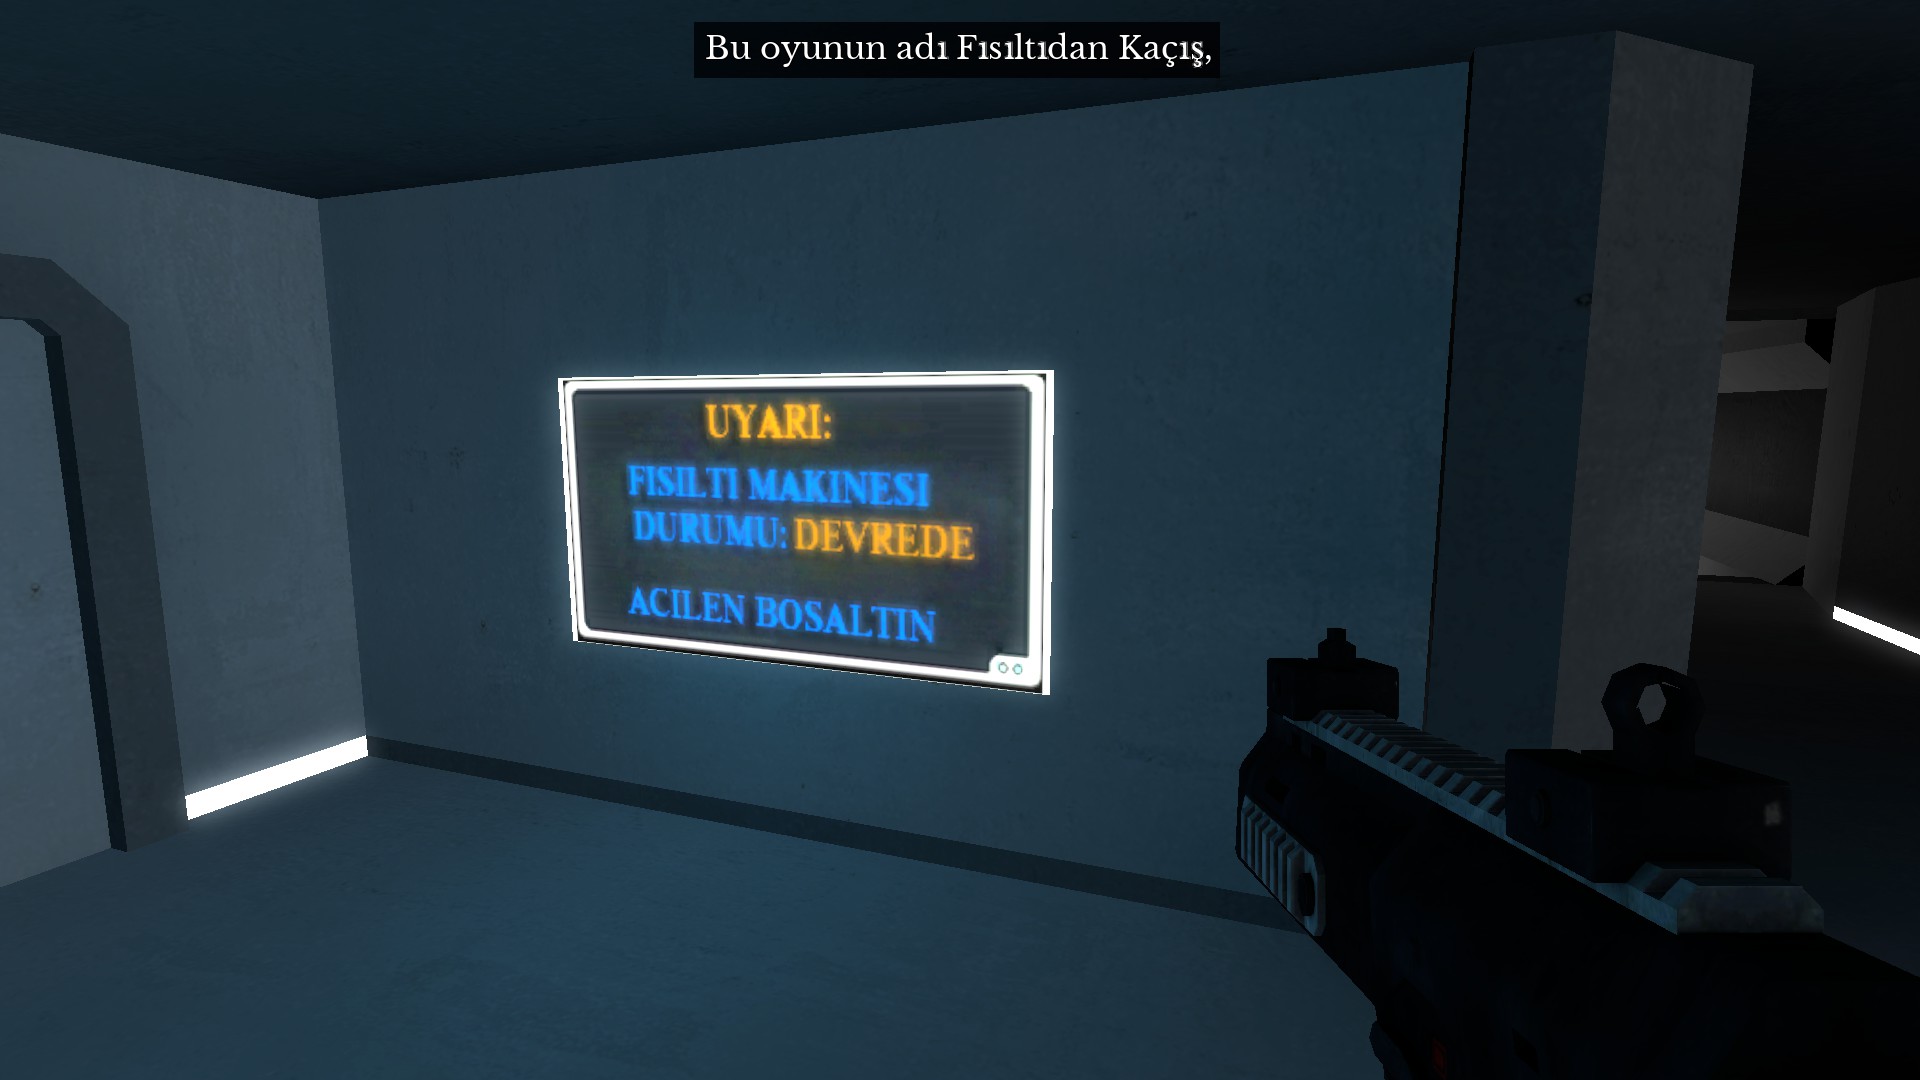 Bu oyunun adı Fısıltıdan Kaçış,
UYARI:
FISILTI MAKINESI
DURUMU: DEVREDE
ACILEN BOSALTIN